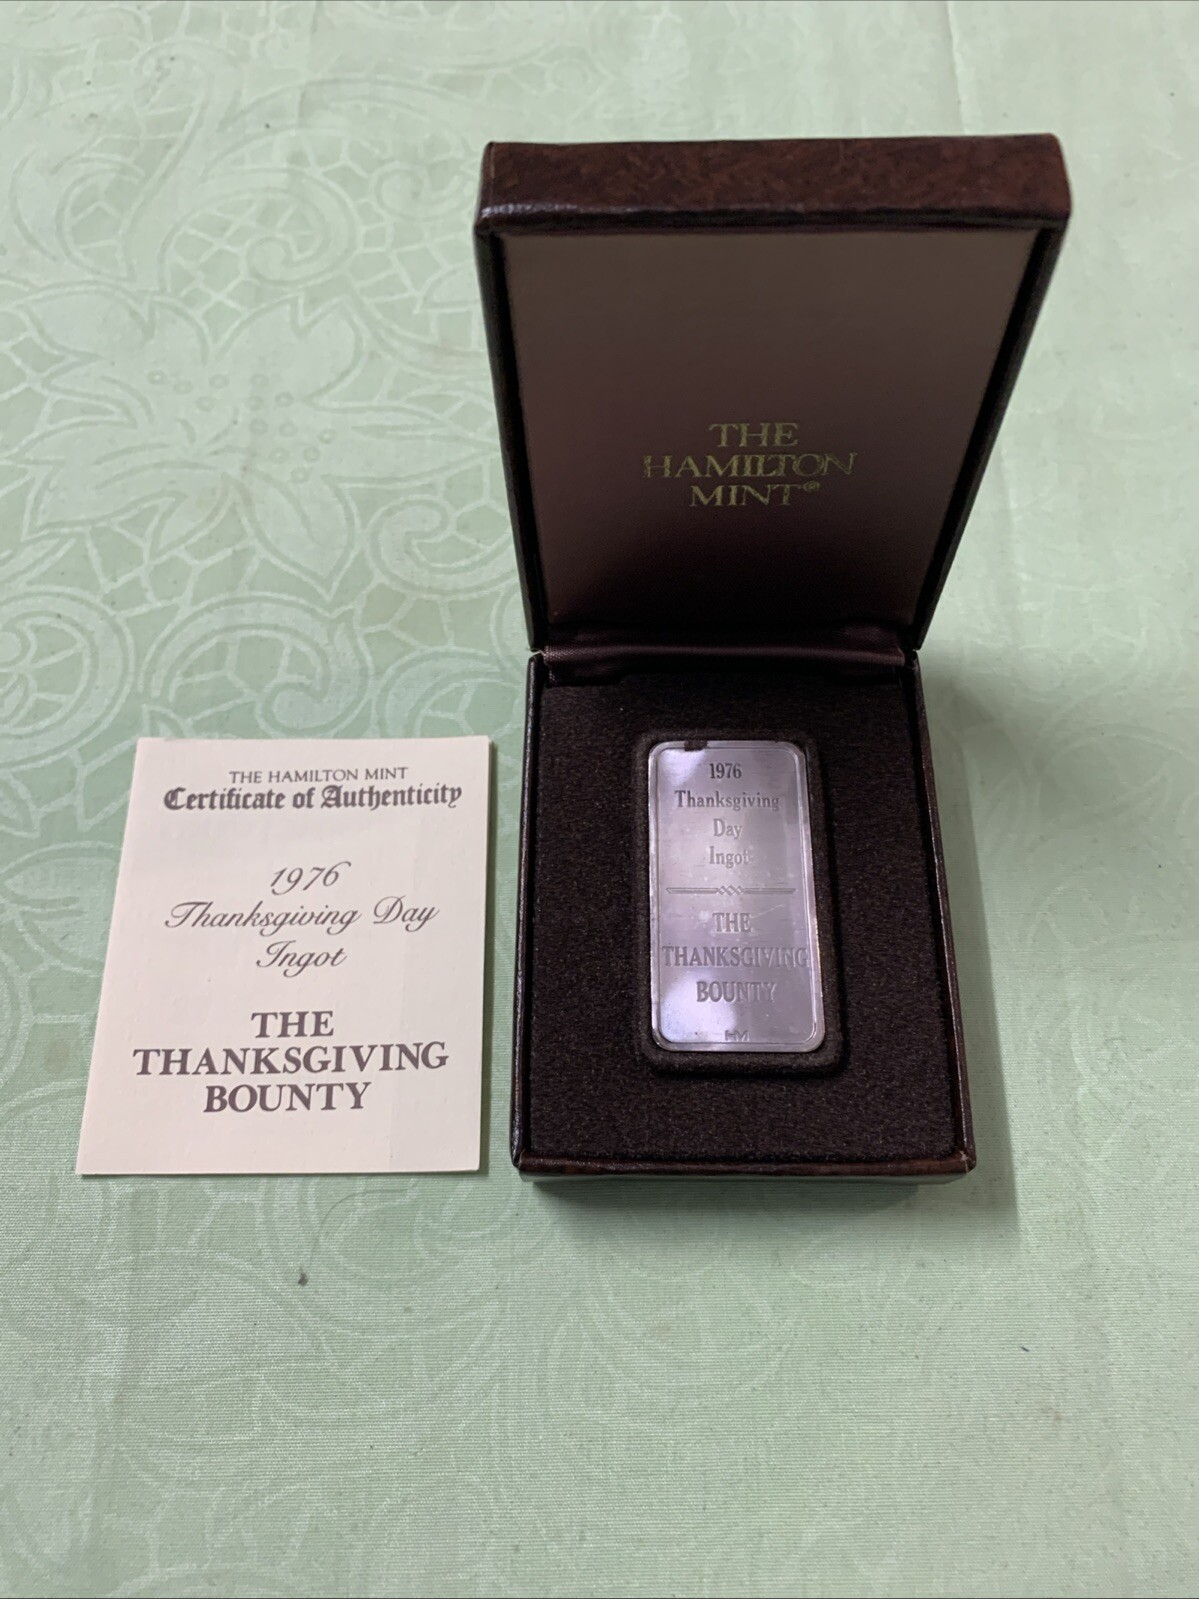 THE
HAMILTON
MINT®
THE HAMILTON MINT
Certificate of Authenticity
1976
Thanksgiving Day
Ingot
THE
THANKSGIVING
BOUNTY
1976
Thanksgiving
Day
Ingot
THE
THANKSGIVING
BOUNTY
HM